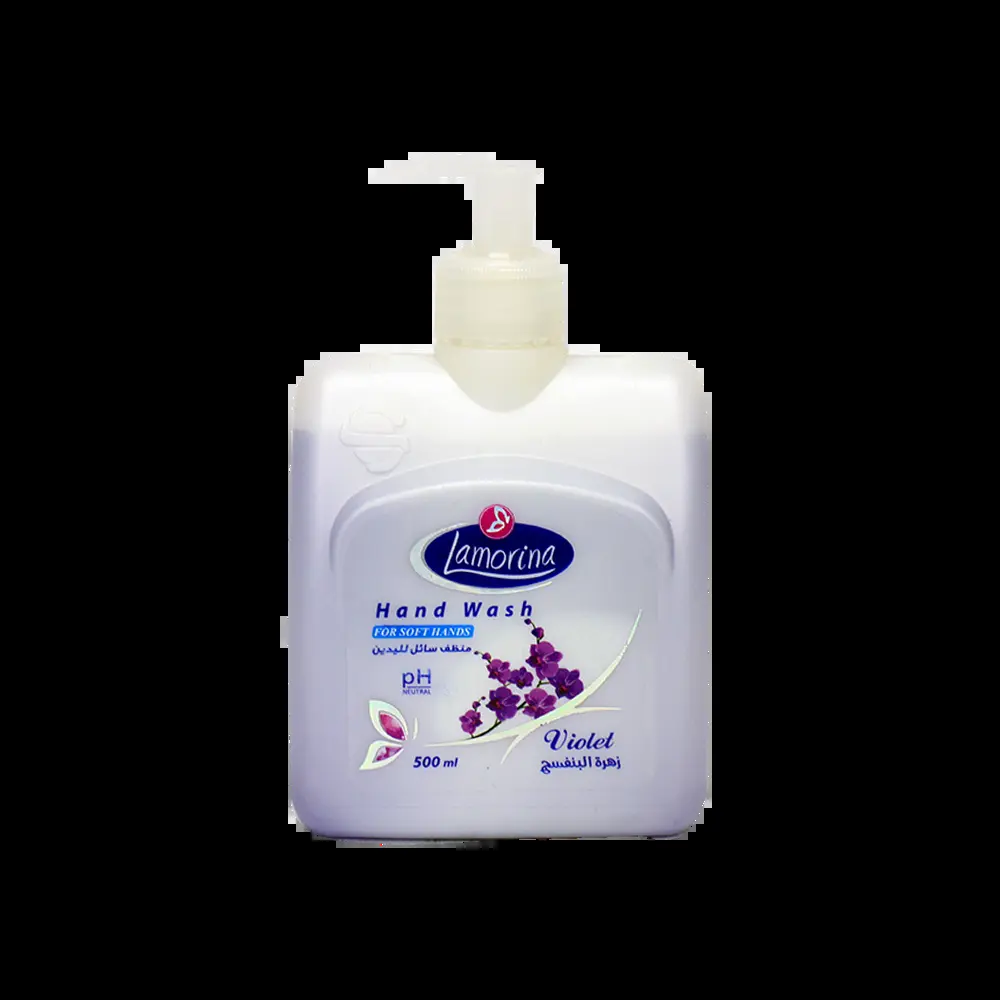 Lamorina
Hand Wash
FOR SOFT HANDS
منظف سائل لليدين
pH
NEUTRAL
Violet
500 ml
زهرة البنفسج